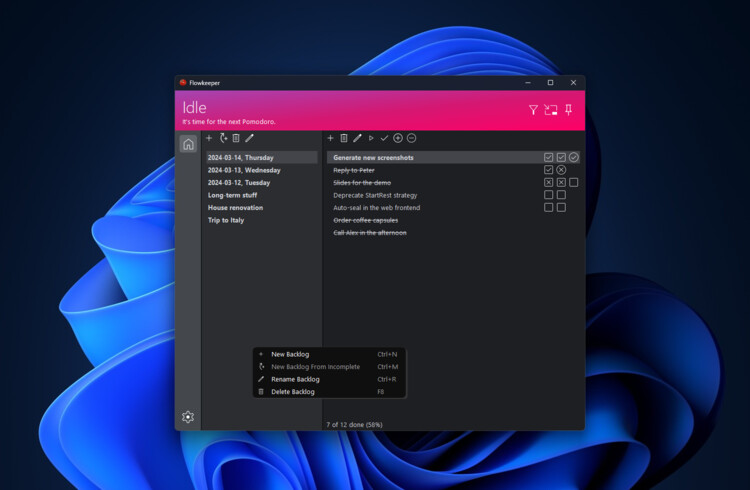 Flowkeeper
Idle
It's time for the next Pomodoro.
2024-03-14, Thursday
2024-03-13, Wednesday
2024-03-12, Tuesday
Long-term stuff
House renovation
Trip to Italy
Generate new screenshots
Reply to Peter
Slides for the demo
Deprecate StartRest strategy
Auto-seal in the web frontend
Order coffee capsules
Call Alex in the afternoon
New Backlog Ctrl+N
New Backlog From Incomplete Ctrl+M
Rename Backlog Ctrl+R
Delete Backlog F8
7 of 12 done (58%)